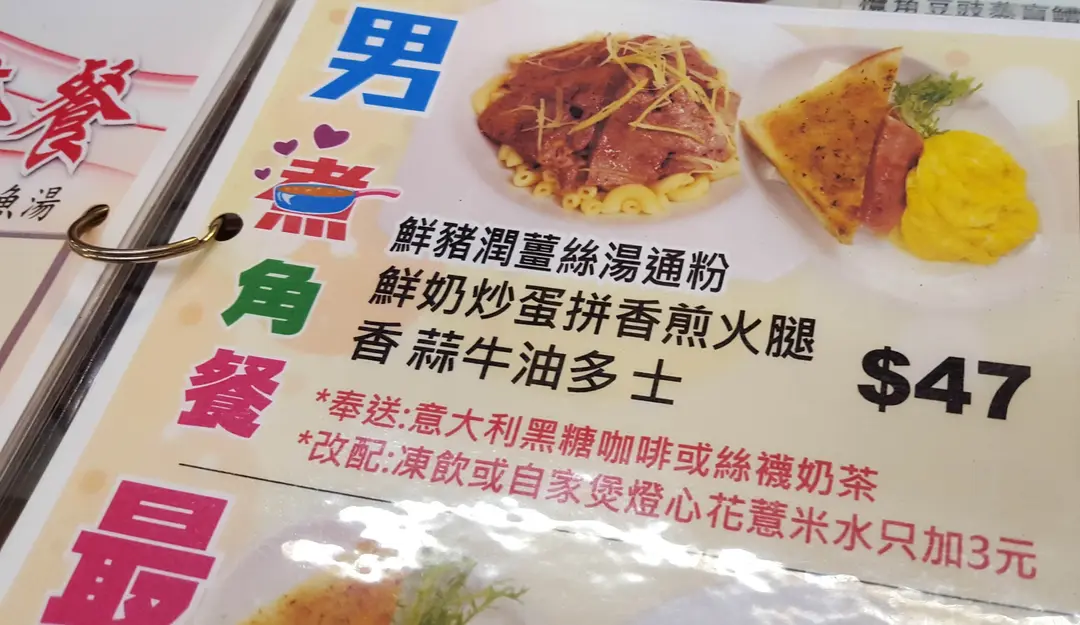 餐
魚湯
男煮角餐
鮮豬潤薑絲湯通粉
鮮奶炒蛋拼香煎火腿
香蒜牛油多士
$47
*奉送:意大利黑糖咖啡或絲襪奶茶
*改配:凍飲或自家煲燈心花薏米水只加3元
最